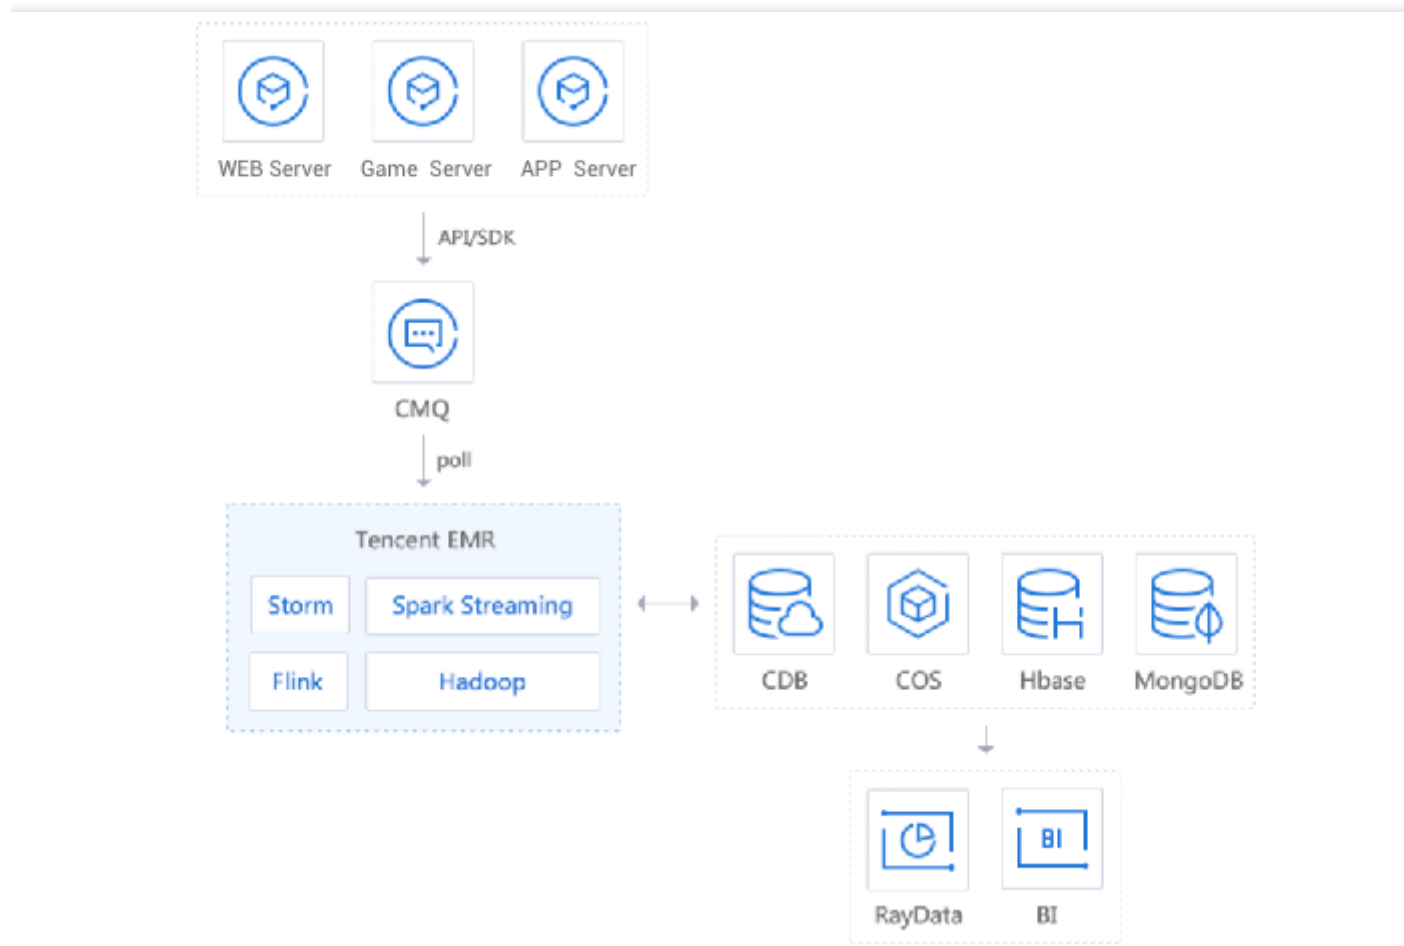 WEB Server
Game Server
APP Server
API/SDK
CMQ
poll
Tencent EMR
Storm
Spark Streaming
Flink
Hadoop
CDB
COS
Hbase
MongoDB
BI
RayData
BI